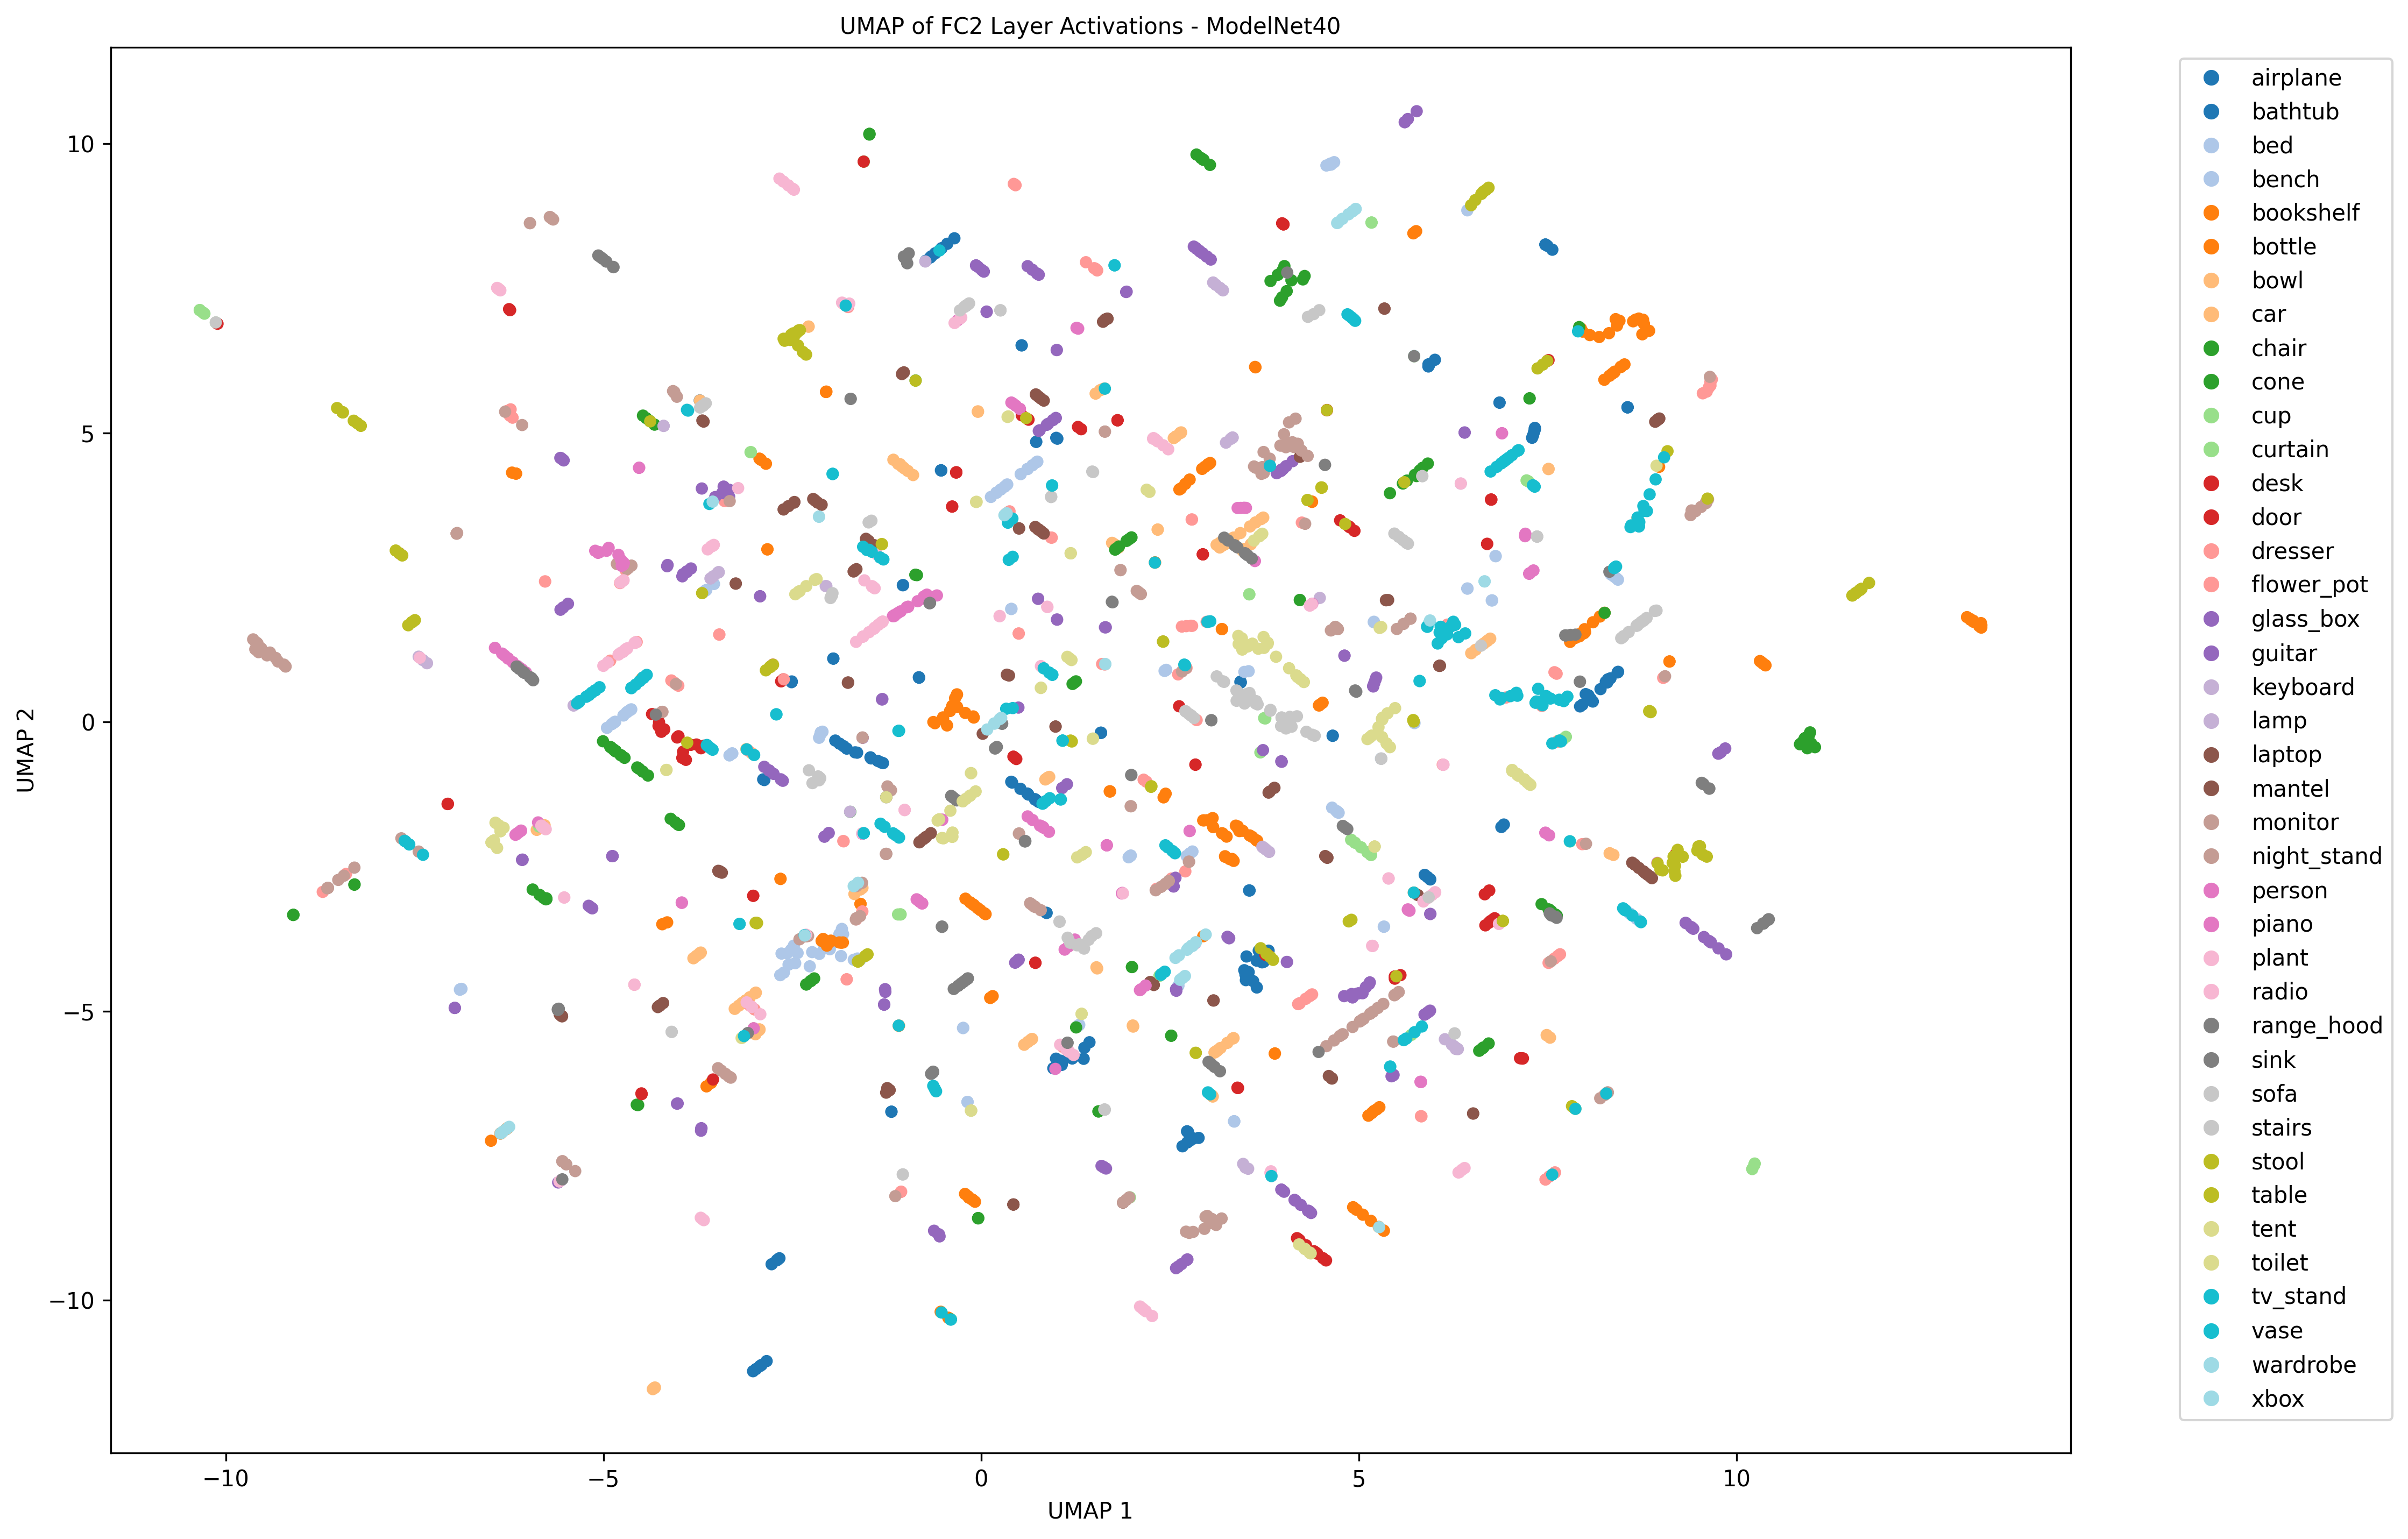 UMAP of FC2 Layer Activations - ModelNet40
10
5
0
−5
−10
UMAP 2
−10
−5
0
5
10
UMAP 1
airplane
bathtub
bed
bench
bookshelf
bottle
bowl
car
chair
cone
cup
curtain
desk
door
dresser
flower_pot
glass_box
guitar
keyboard
lamp
laptop
mantel
monitor
night_stand
person
piano
plant
radio
range_hood
sink
sofa
stairs
stool
table
tent
toilet
tv_stand
vase
wardrobe
xbox